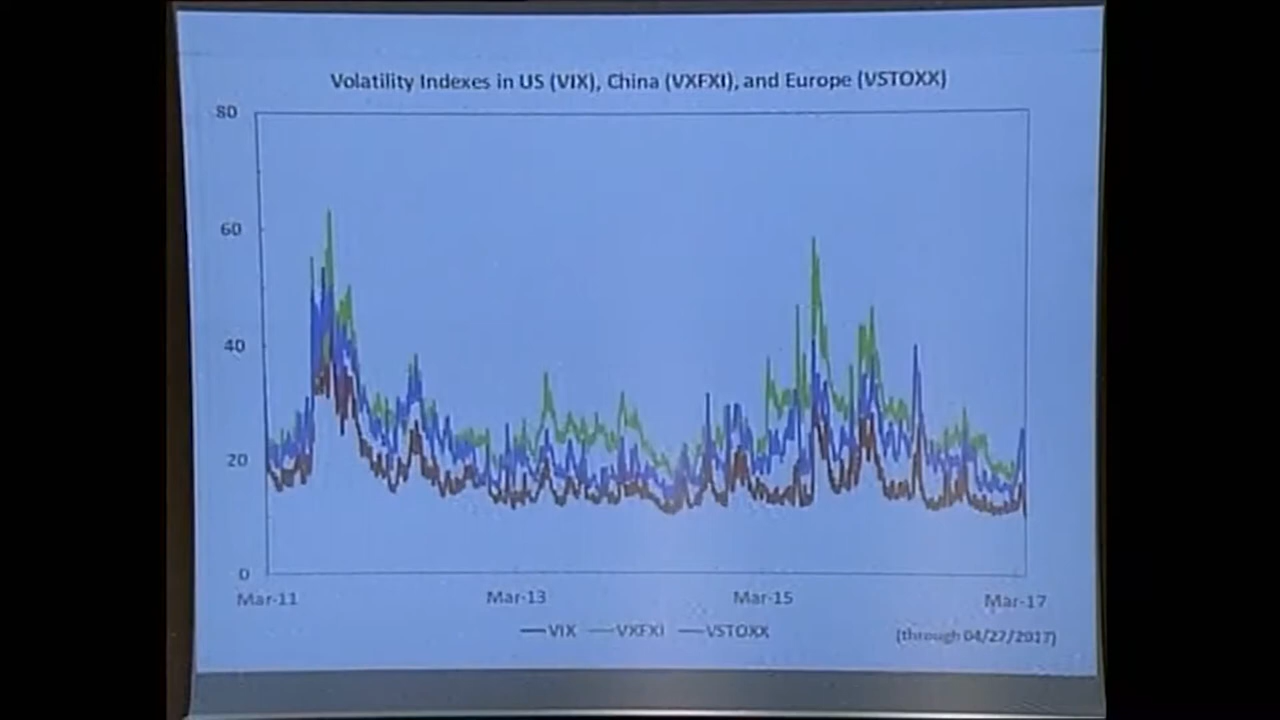 Volatility Indexes in US (VIX), China (VXFXI), and Europe (VSTOXX)
80
60
40
20
0
Mar-11 Mar-13 Mar-15 Mar-17
VIX VXFXI VSTOXX
(through 04/27/2017)